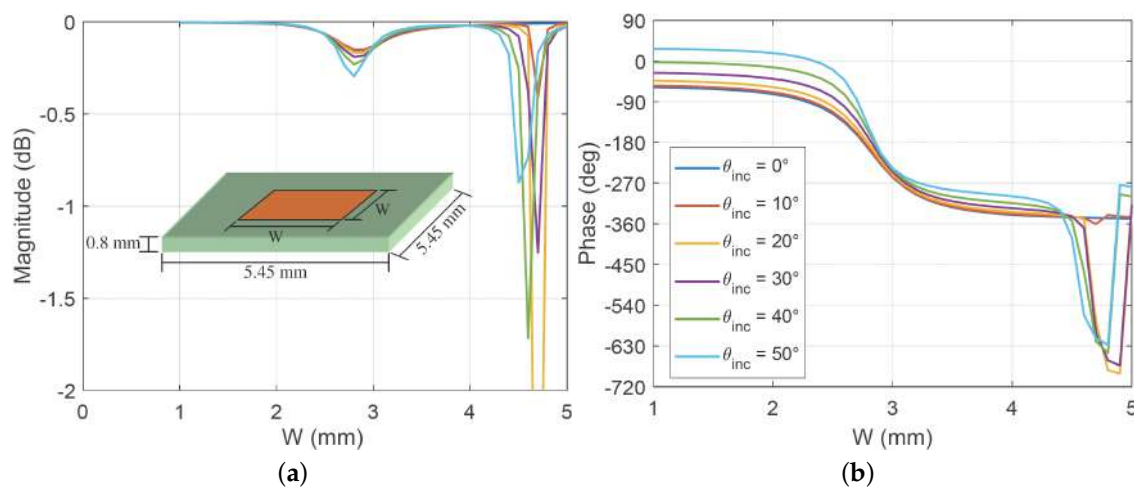 0
-0.5
-1
-1.5
-2
Magnitude (dB)
0 1 2 3 4 5
W (mm)
W
W
0.8 mm
5.45 mm
5.45 mm
(a)
90
0
-90
-180
-270
-360
-450
-540
-630
-720
Phase (deg)
θinc = 0°
θinc = 10°
θinc = 20°
θinc = 30°
θinc = 40°
θinc = 50°
1 2 3 4 5
W (mm)
(b)